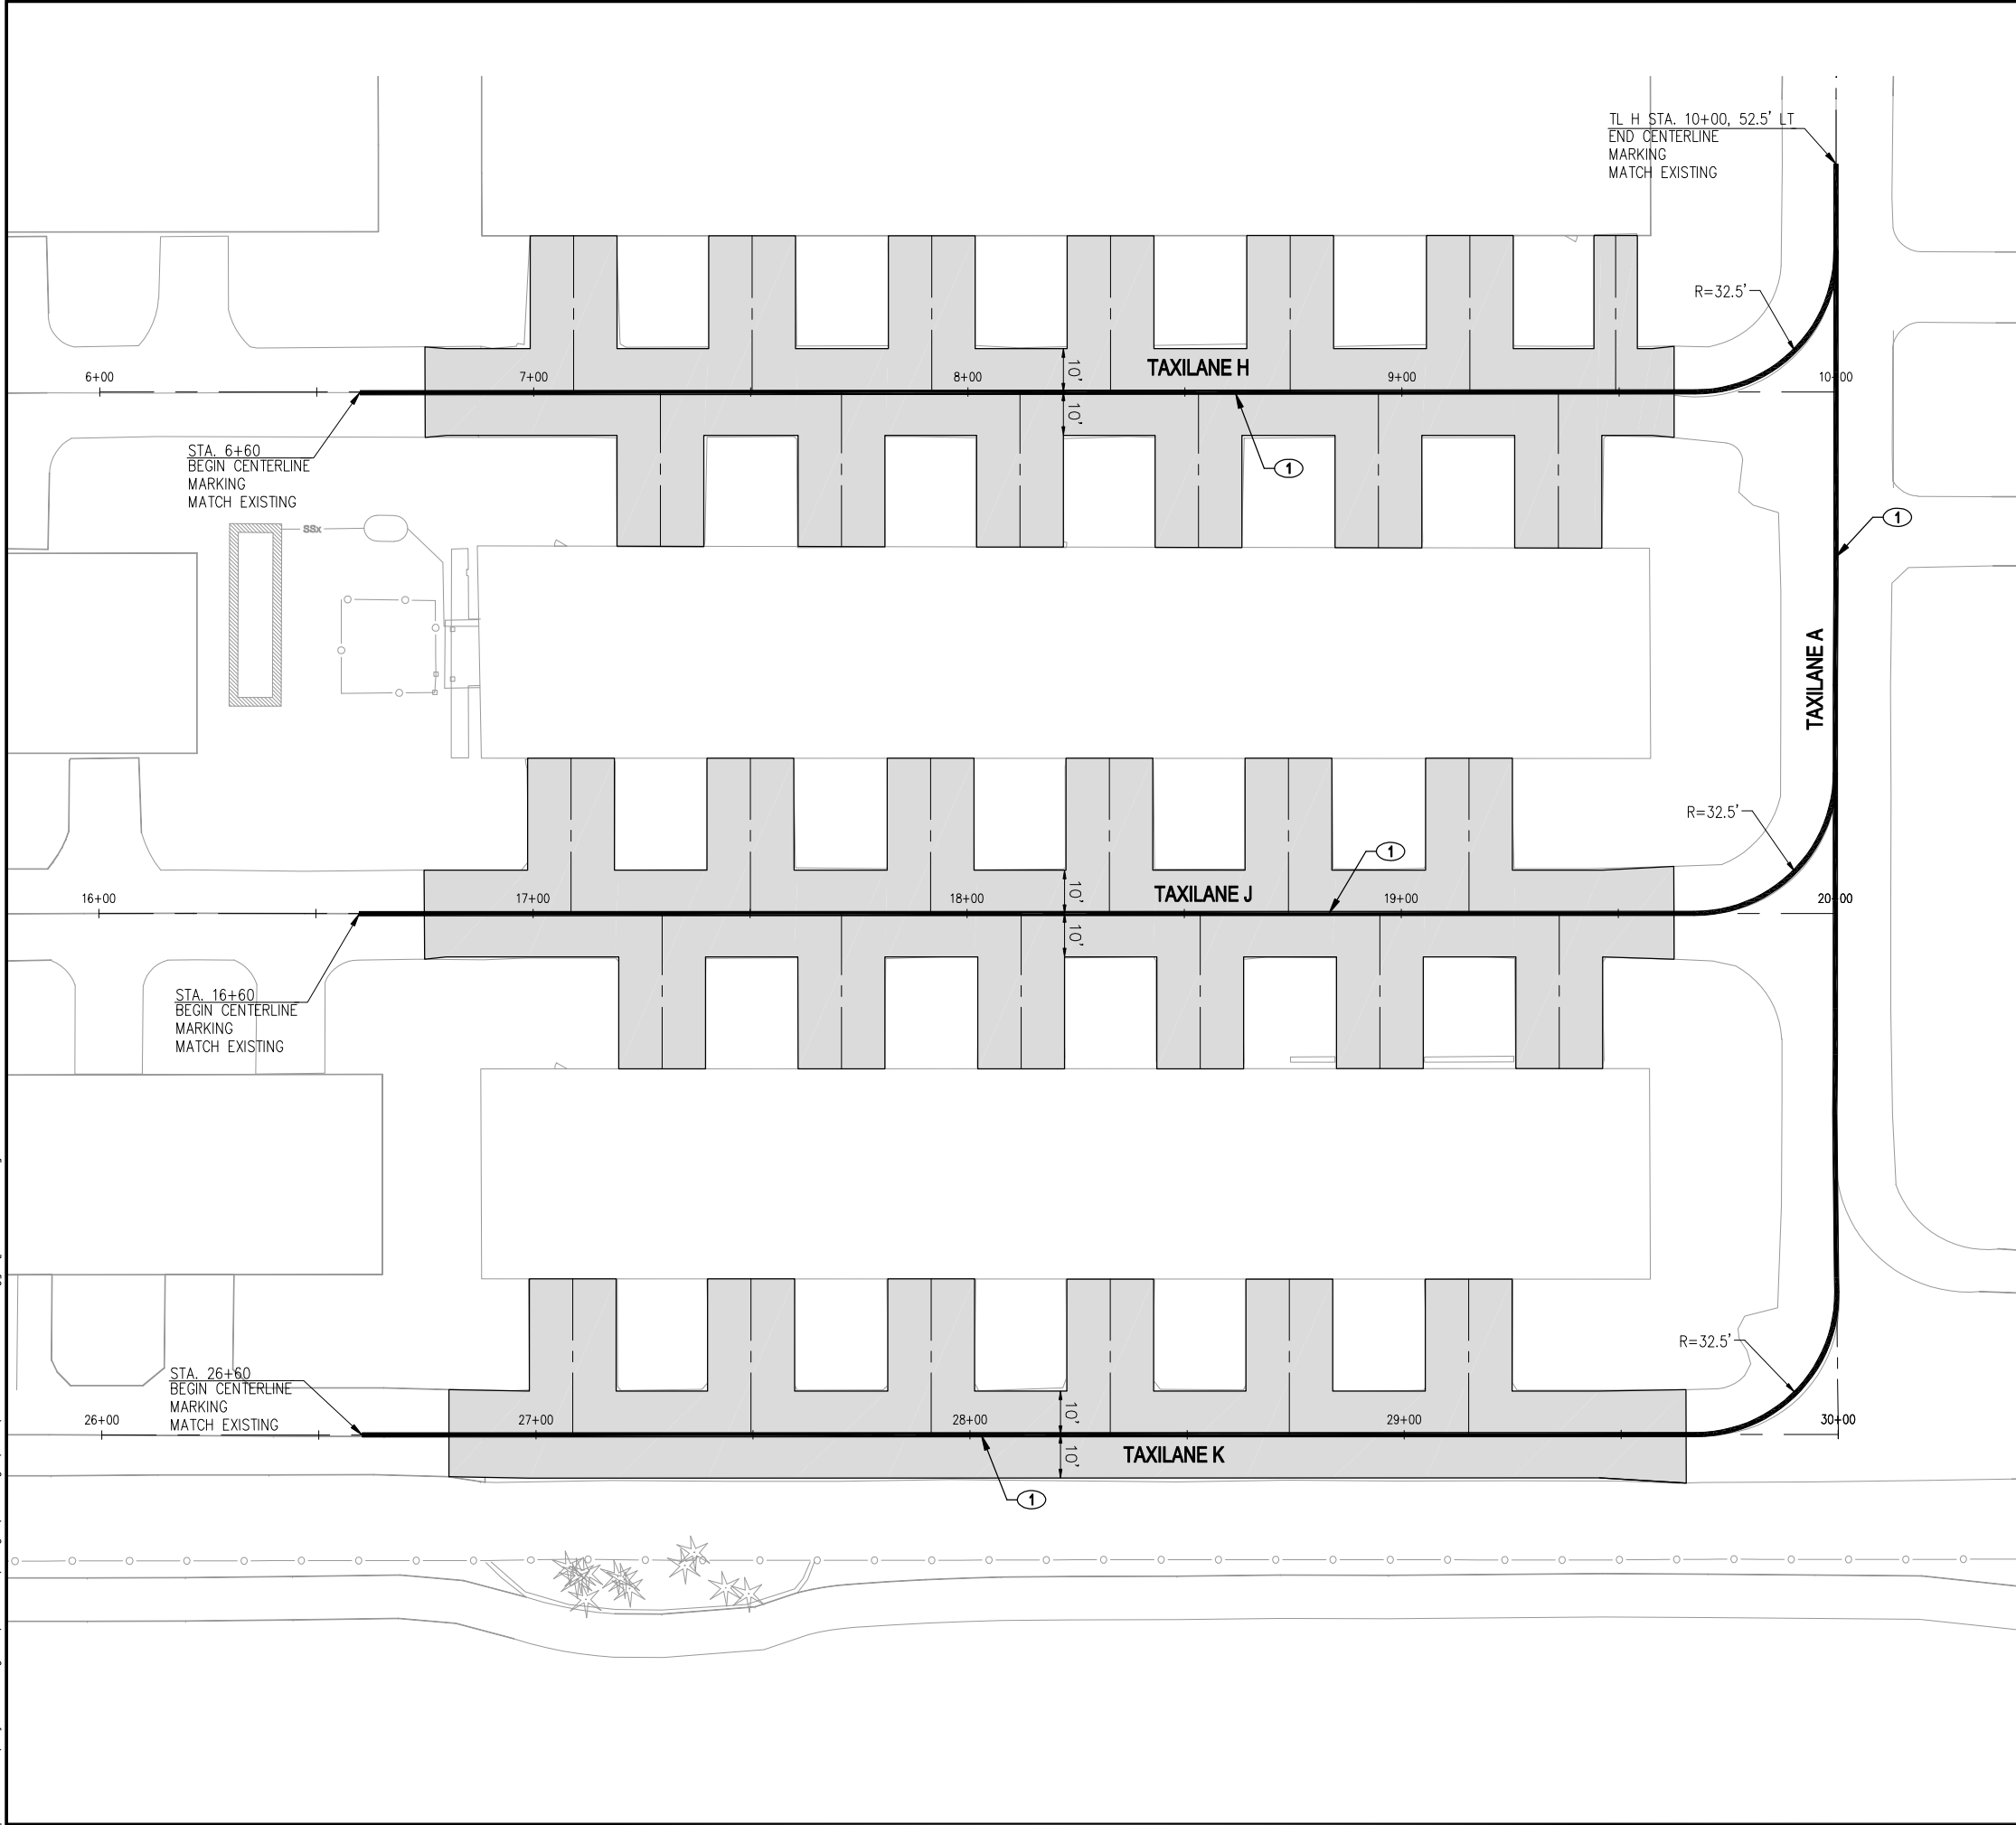 TL H STA. 10+00, 52.5' LT
END CENTERLINE
MARKING
MATCH EXISTING
R=32.5'
TAXILANE H
10'
6+00
7+00
8+00
9+00
10+00
10'
STA. 6+60
BEGIN CENTERLINE
MARKING
MATCH EXISTING
1
SSx
1
TAXILANE A
R=32.5'
1
TAXILANE J
10'
16+00
17+00
18+00
19+00
20+00
10'
STA. 16+60
BEGIN CENTERLINE
MARKING
MATCH EXISTING
R=32.5'
STA. 26+60
BEGIN CENTERLINE
MARKING
MATCH EXISTING
10'
26+00
27+00
28+00
29+00
30+00
10'
TAXILANE K
1